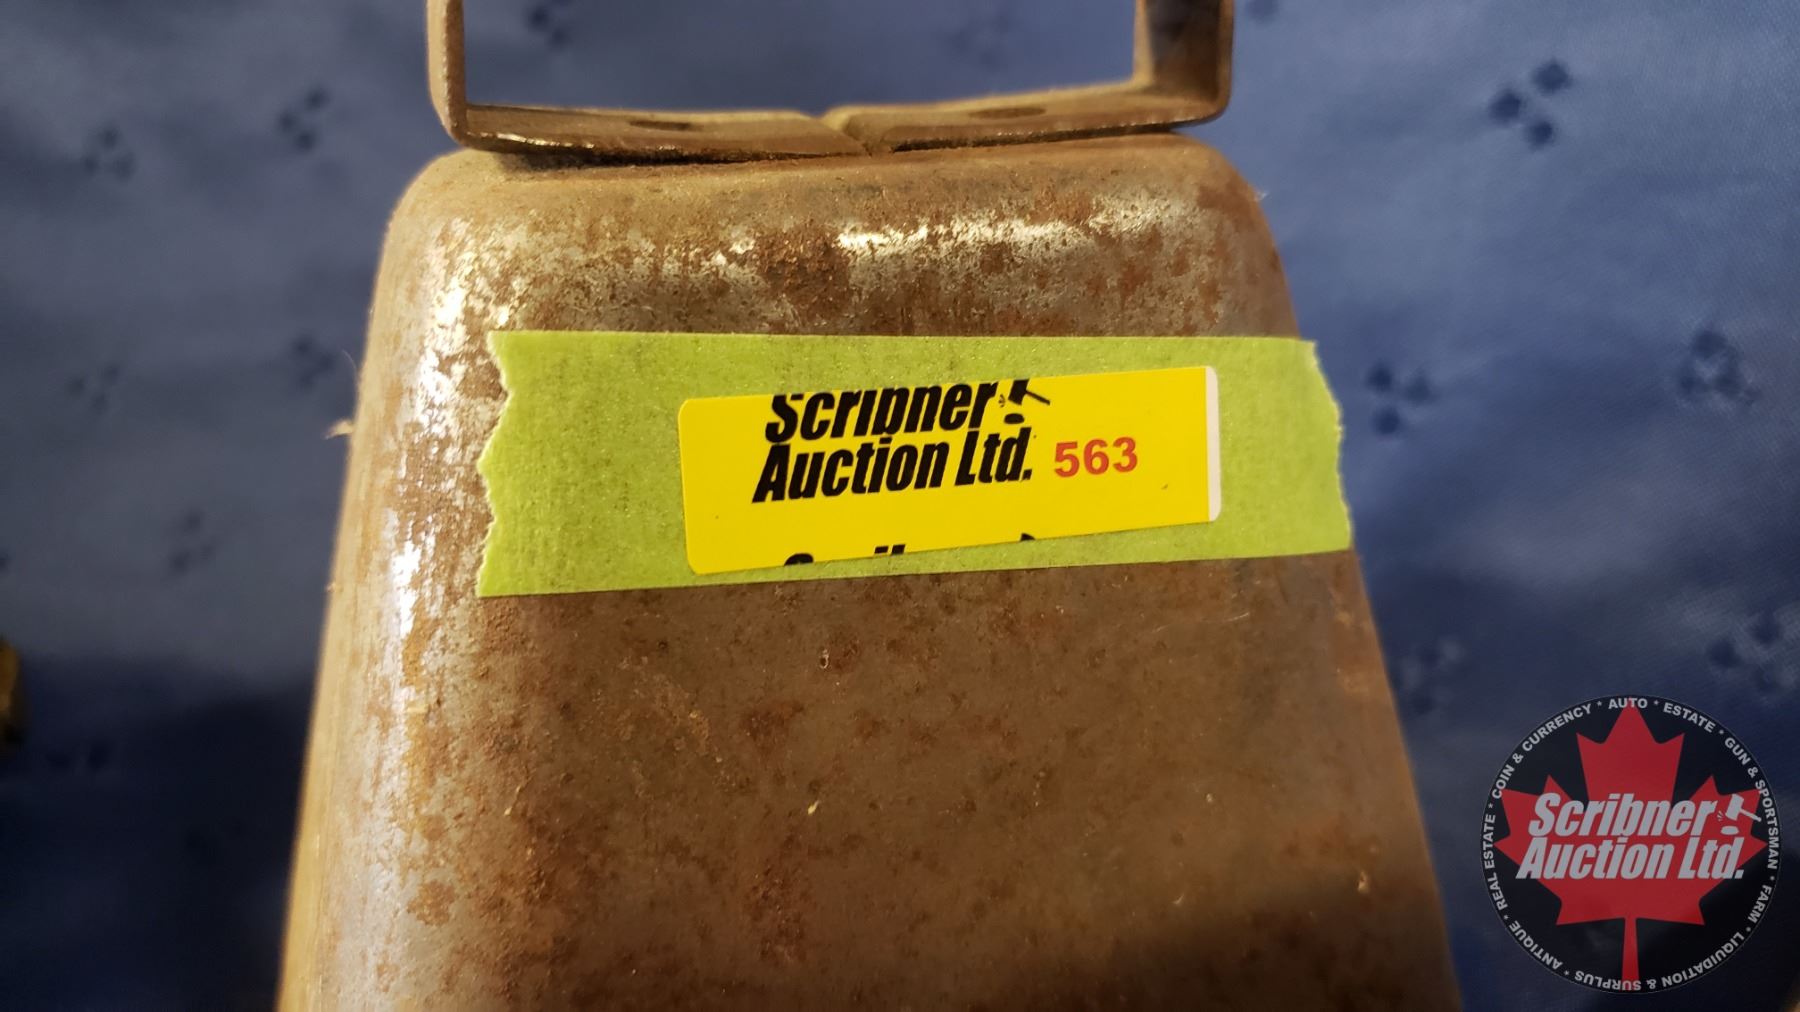 Scribner
Auction Ltd. 563
COIN & CURRENCY * AUTO * ESTATE * GUN & SPORTSMAN * FARM * LIQUIDATION & SURPLUS * ANTIQUE * REAL ESTATE *
Scribner
Auction Ltd.